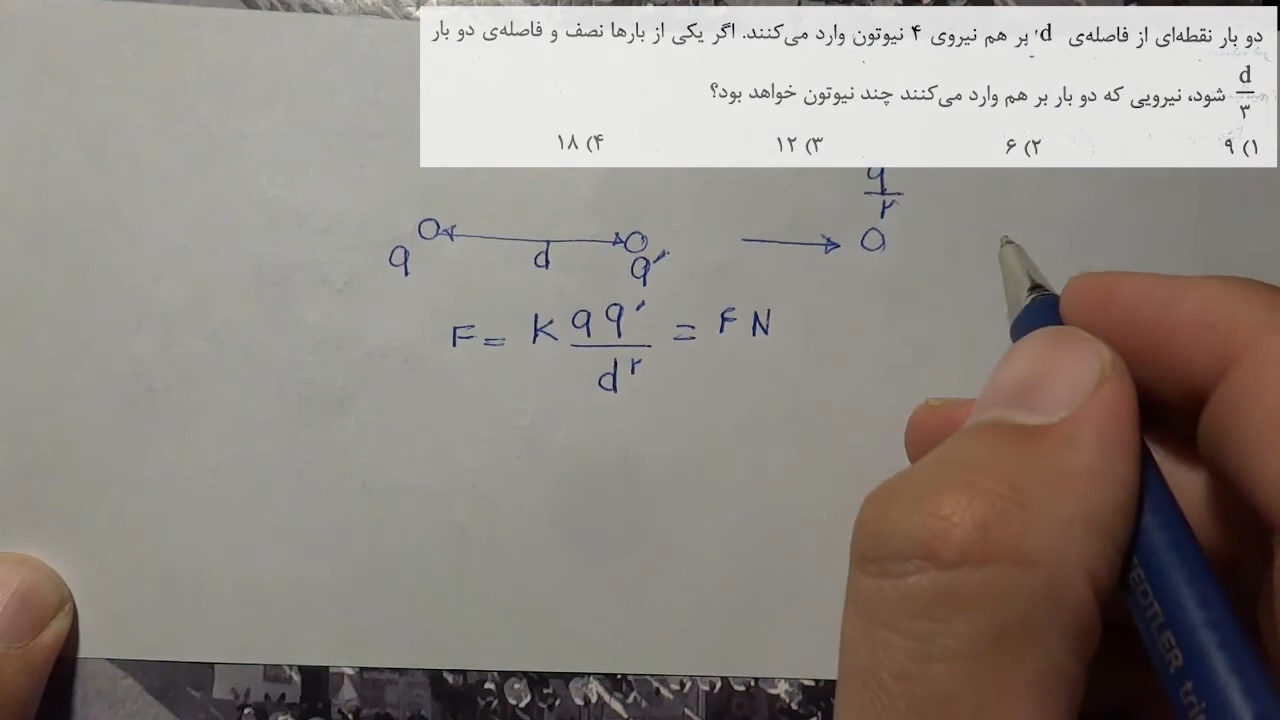 دو بار نقطه‌ای از فاصله‌ی d بر هم نیروی ۴ نیوتون وارد می‌کنند. اگر یکی از بارها نصف و فاصله‌ی دو بار
d/۳ شود، نیرویی که دو بار بر هم وارد می‌کنند چند نیوتون خواهد بود؟
۱) ۹ ۲) ۶ ۳) ۱۲ ۴) ۱۸
q d q′ → q/۲
F = K qq′/d۲ = ۴ N